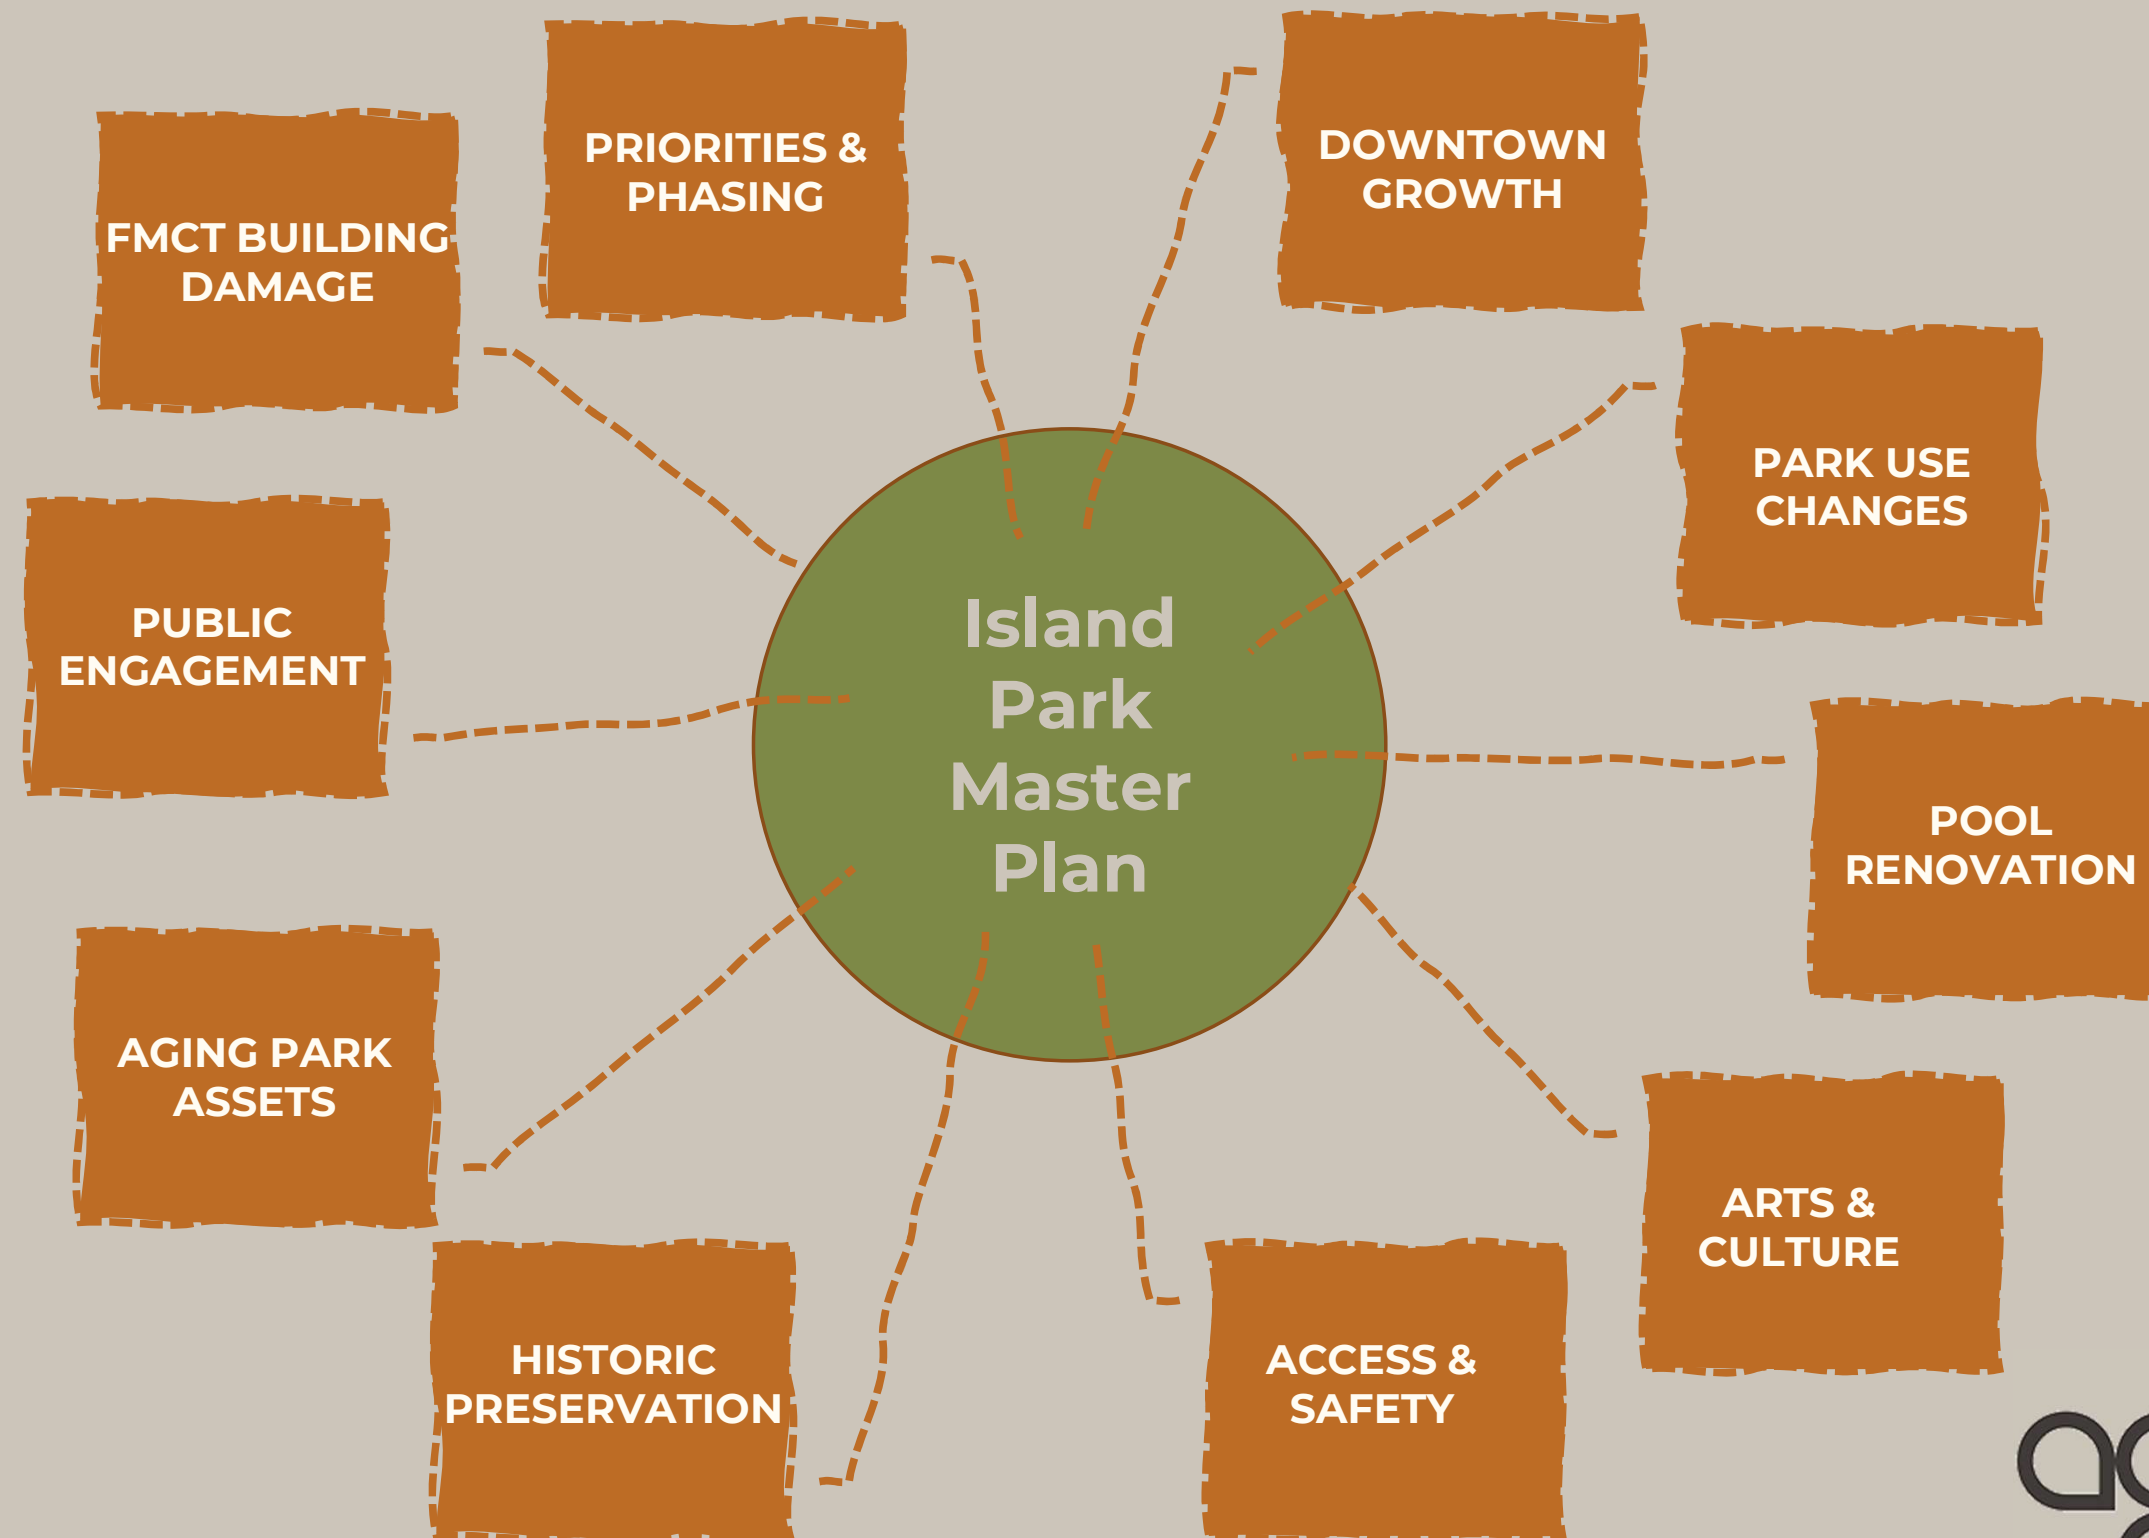 PRIORITIES &
PHASING
DOWNTOWN
GROWTH
FMCT BUILDING
DAMAGE
PARK USE
CHANGES
PUBLIC
ENGAGEMENT
Island
Park
Master
Plan
POOL
RENOVATION
AGING PARK
ASSETS
ARTS &
CULTURE
HISTORIC
PRESERVATION
ACCESS &
SAFETY